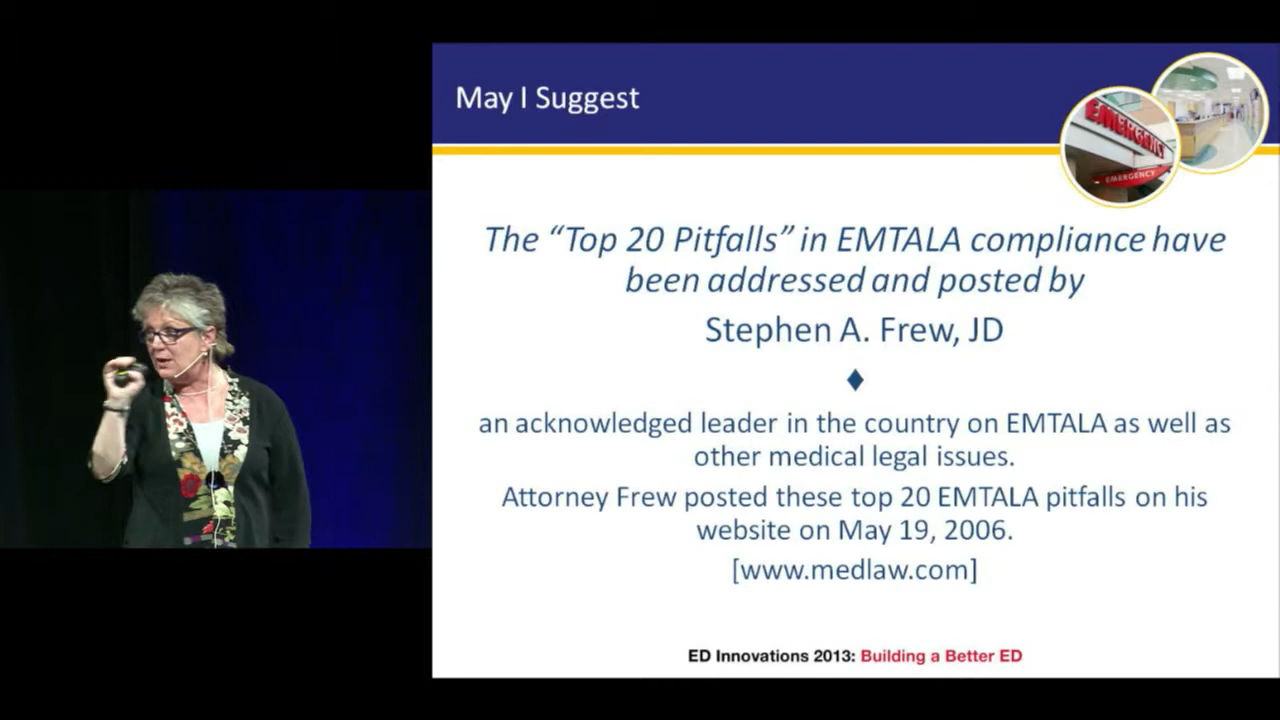 May I Suggest
EMERGENC
EMERGENCY
The “Top 20 Pitfalls” in EMTALA compliance have
been addressed and posted by
Stephen A. Frew, JD
an acknowledged leader in the country on EMTALA as well as
other medical legal issues.
Attorney Frew posted these top 20 EMTALA pitfalls on his
website on May 19, 2006.
[www.medlaw.com]
ED Innovations 2013: Building a Better ED